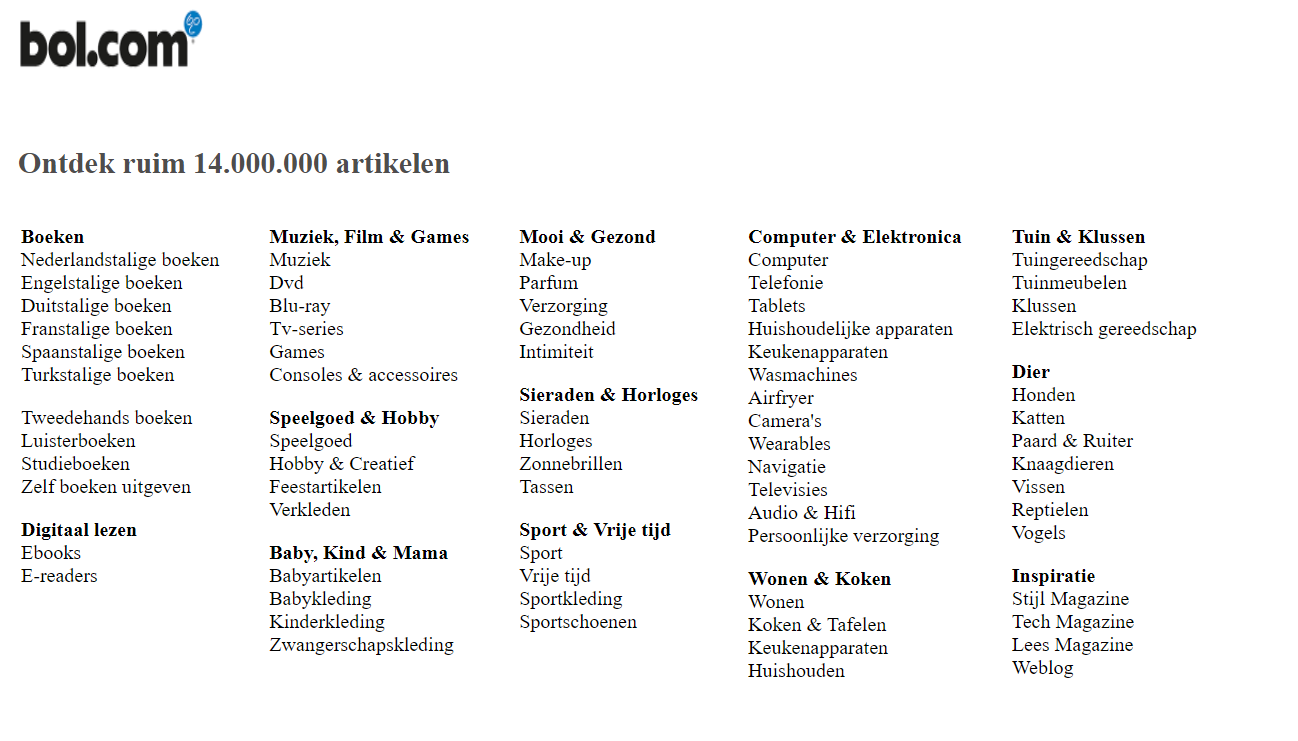 bol.com
Ontdek ruim 14.000.000 artikelen
Boeken
Nederlandstalige boeken
Engelstalige boeken
Duitstalige boeken
Franstalige boeken
Spaanstalige boeken
Turkstalige boeken
Tweedehands boeken
Luisterboeken
Studieboeken
Zelf boeken uitgeven
Digitaal lezen
Ebooks
E-readers
Muziek, Film & Games
Muziek
Dvd
Blu-ray
Tv-series
Games
Consoles & accessoires
Speelgoed & Hobby
Speelgoed
Hobby & Creatief
Feestartikelen
Verkleden
Baby, Kind & Mama
Babyartikelen
Babykleding
Kinderkleding
Zwangerschapskleding
Mooi & Gezond
Make-up
Parfum
Verzorging
Gezondheid
Intimiteit
Sieraden & Horloges
Sieraden
Horloges
Zonnebrillen
Tassen
Sport & Vrije tijd
Sport
Vrije tijd
Sportkleding
Sportschoenen
Computer & Elektronica
Computer
Telefonie
Tablets
Huishoudelijke apparaten
Keukenapparaten
Wasmachines
Airfryer
Camera's
Wearables
Navigatie
Televisies
Audio & Hifi
Persoonlijke verzorging
Wonen & Koken
Wonen
Koken & Tafelen
Keukenapparaten
Huishouden
Tuin & Klussen
Tuingereedschap
Tuinmeubelen
Klussen
Elektrisch gereedschap
Dier
Honden
Katten
Paard & Ruiter
Knaagdieren
Vissen
Reptielen
Vogels
Inspiratie
Stijl Magazine
Tech Magazine
Lees Magazine
Weblog